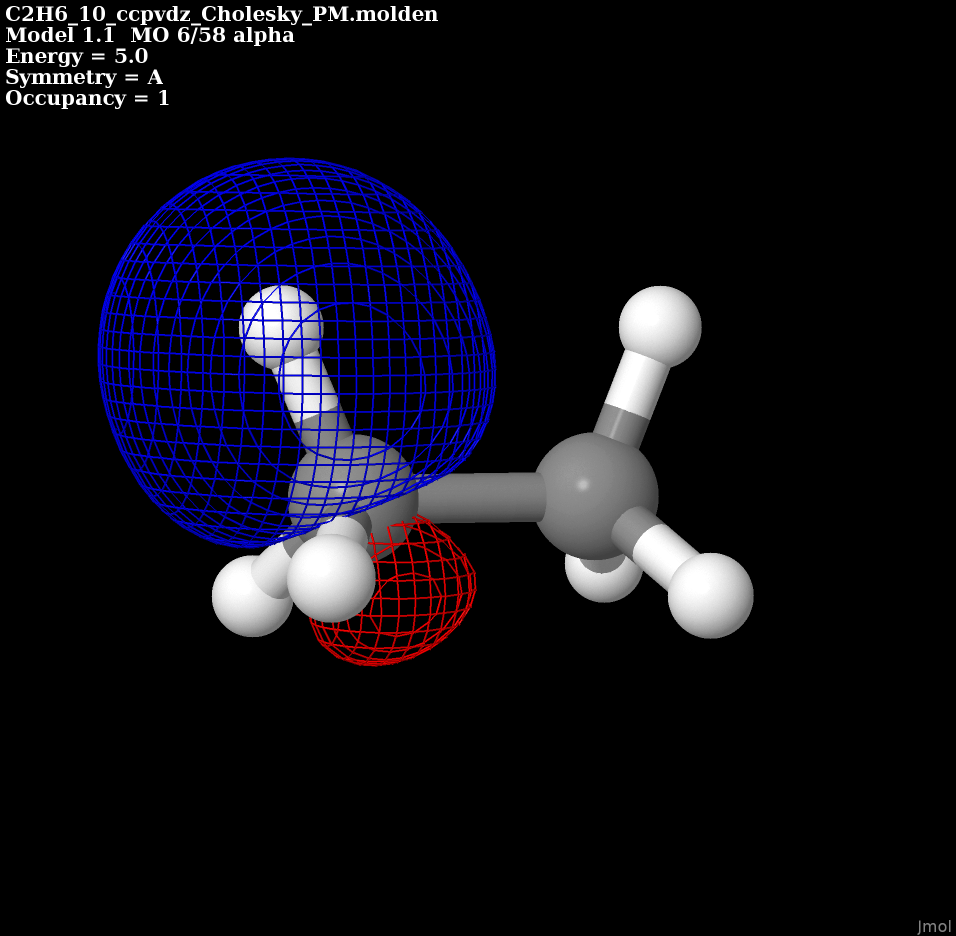 C2H6_10_ccpvdz_Cholesky_PM.molden
Model 1.1  MO 6/58 alpha
Energy = 5.0
Symmetry = A
Occupancy = 1
Jmol